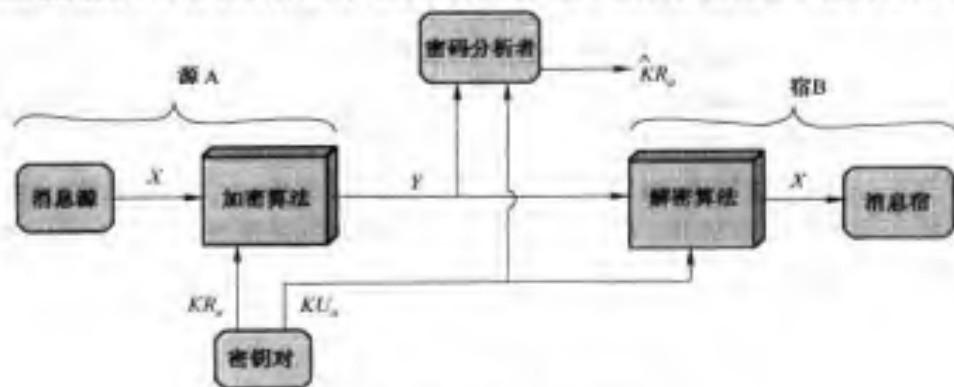 密码分析者
K̂R_a
源 A
宿B
消息源
X
加密算法
Y
解密算法
X
消息宿
KR_a
KU_a
密钥对